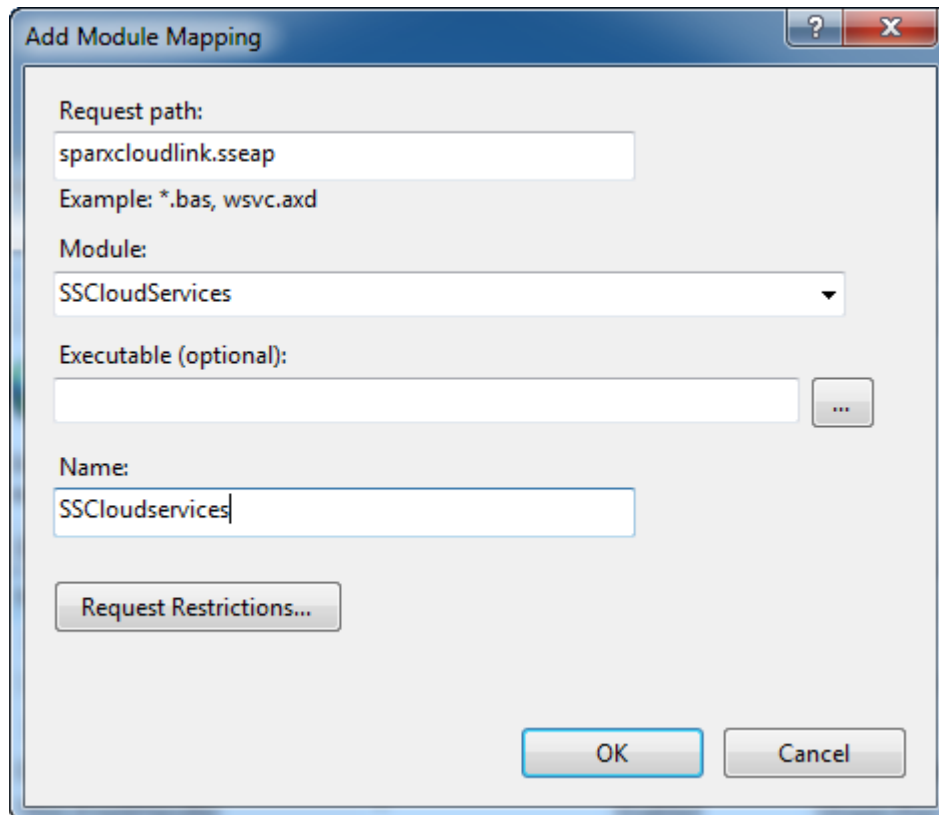 Add Module Mapping
?
Request path:
sparxcloudlink.sseap
Example: *.bas, wsvc.axd
Module:
SSCloudServices
Executable (optional):
...
Name:
SSCloudservices
Request Restrictions...
OK
Cancel